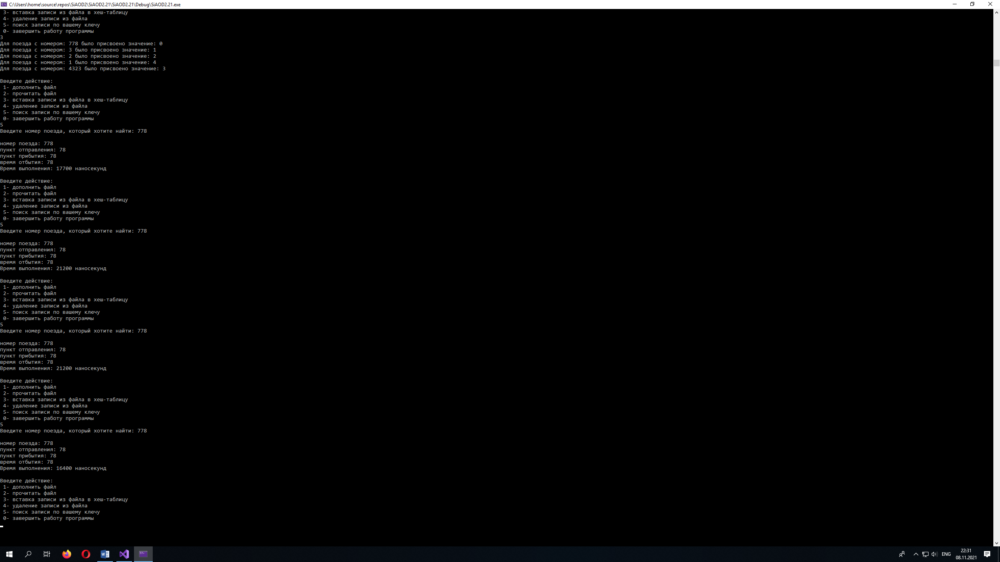 C:\Users\home\source\repos\SiAOD2\SiAOD2.21\SiAOD2.21\Debug\SiAOD2.21.exe
3- вставка записи из файла в хеш-таблицу
4- удаление записи из файла
5- поиск записи по вашему ключу
0- завершить работу программы
3
Для поезда с номером: 778 было присвоено значение: 0
Для поезда с номером: 3 было присвоено значение: 1
Для поезда с номером: 2 было присвоено значение: 2
Для поезда с номером: 1 было присвоено значение: 4
Для поезда с номером: 4323 было присвоено значение: 3
Введите действие:
1- дополнить файл
2- прочитать файл
3- вставка записи из файла в хеш-таблицу
4- удаление записи из файла
5- поиск записи по вашему ключу
0- завершить работу программы
5
Введите номер поезда, который хотите найти: 778
номер поезда: 778
пункт отправления: 78
пункт прибытия: 78
время отбытия: 78
Время выполнения: 17700 наносекунд
Введите действие:
1- дополнить файл
2- прочитать файл
3- вставка записи из файла в хеш-таблицу
4- удаление записи из файла
5- поиск записи по вашему ключу
0- завершить работу программы
5
Введите номер поезда, который хотите найти: 778
номер поезда: 778
пункт отправления: 78
пункт прибытия: 78
время отбытия: 78
Время выполнения: 21200 наносекунд
Введите действие:
1- дополнить файл
2- прочитать файл
3- вставка записи из файла в хеш-таблицу
4- удаление записи из файла
5- поиск записи по вашему ключу
0- завершить работу программы
5
Введите номер поезда, который хотите найти: 778
номер поезда: 778
пункт отправления: 78
пункт прибытия: 78
время отбытия: 78
Время выполнения: 21200 наносекунд
Введите действие:
1- дополнить файл
2- прочитать файл
3- вставка записи из файла в хеш-таблицу
4- удаление записи из файла
5- поиск записи по вашему ключу
0- завершить работу программы
5
Введите номер поезда, который хотите найти: 778
номер поезда: 778
пункт отправления: 78
пункт прибытия: 78
время отбытия: 78
Время выполнения: 16400 наносекунд
Введите действие:
1- дополнить файл
2- прочитать файл
3- вставка записи из файла в хеш-таблицу
4- удаление записи из файла
5- поиск записи по вашему ключу
0- завершить работу программы
ENG
22:31
08.11.2021